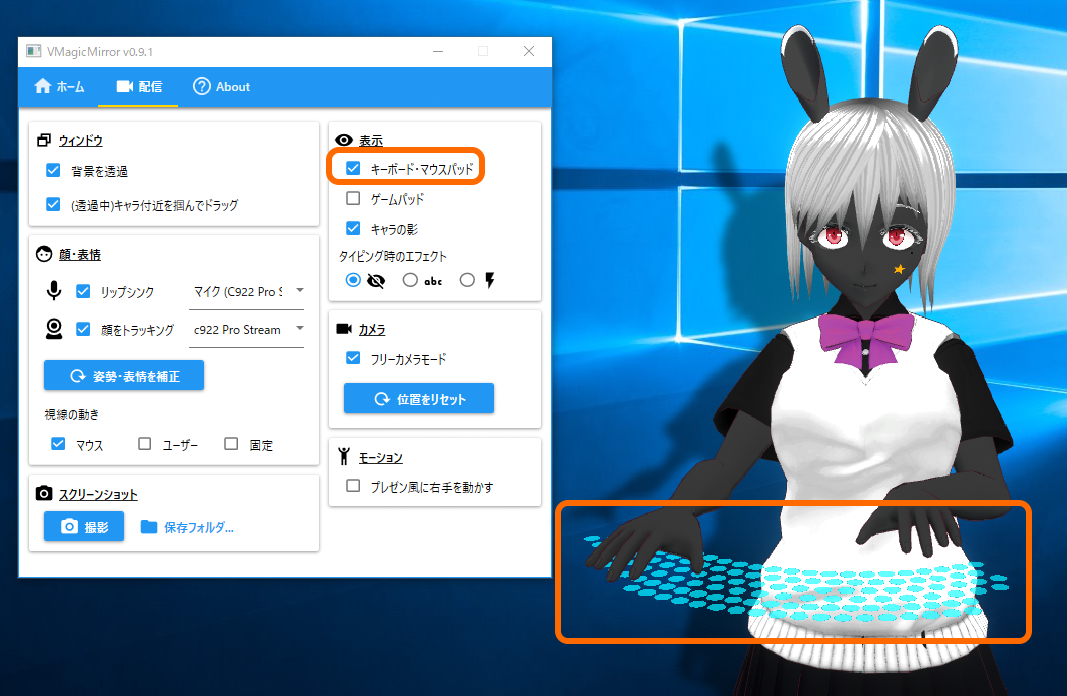 VMagicMirror v0.9.1
ホーム
配信
About
ウィンドウ
背景を透過
(透過中)キャラ付近を掴んでドラッグ
顔・表情
リップシンク
マイク (C922 Pro S
顔をトラッキング
c922 Pro Stream
姿勢・表情を補正
視線の動き
マウス
ユーザー
固定
スクリーンショット
撮影
保存フォルダ...
表示
キーボード・マウスパッド
ゲームパッド
キャラの影
タイピング時のエフェクト
abc
カメラ
フリーカメラモード
位置をリセット
モーション
プレゼン風に右手を動かす